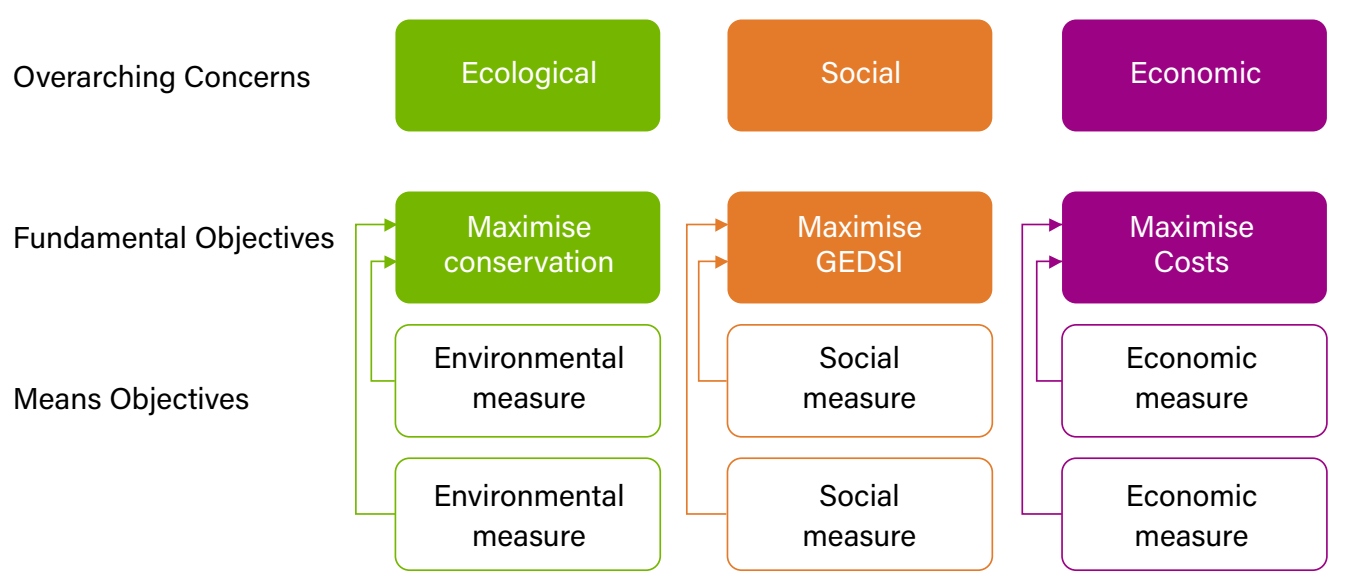 Overarching Concerns
Ecological
Social
Economic
Fundamental Objectives
Maximise
conservation
Maximise
GEDSI
Maximise
Costs
Means Objectives
Environmental
measure
Social
measure
Economic
measure
Environmental
measure
Social
measure
Economic
measure